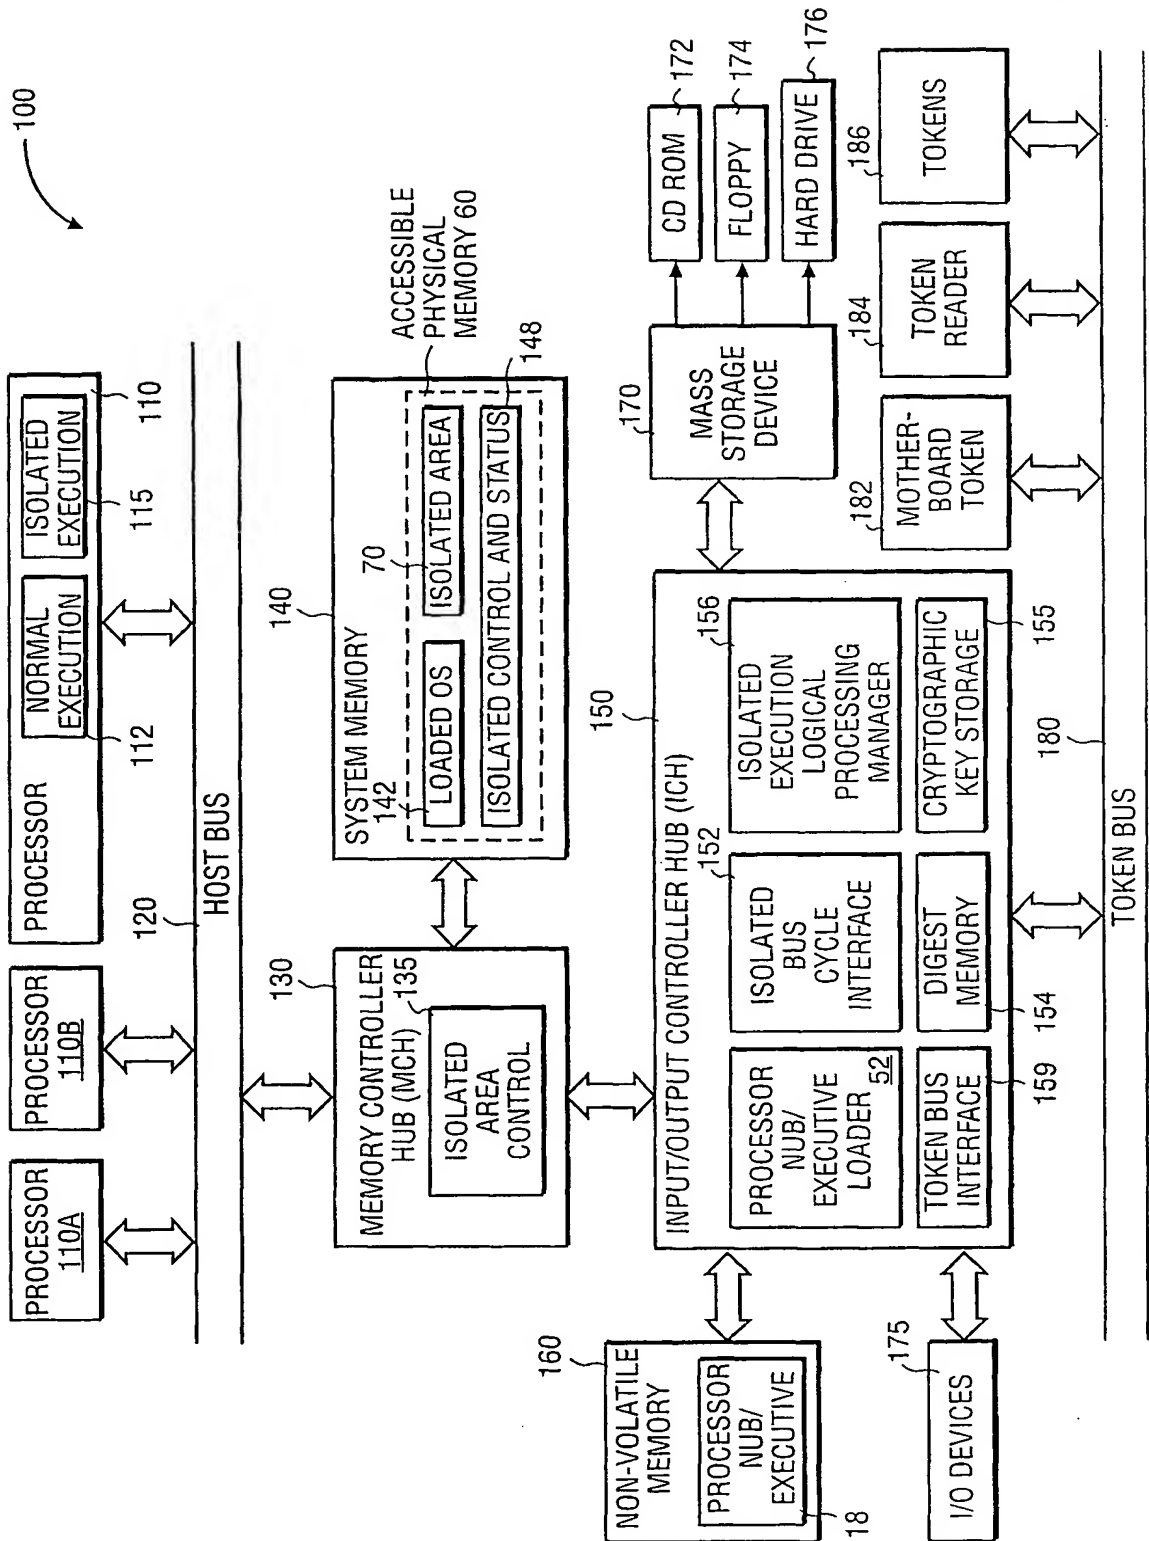 100
PROCESSOR
110A
PROCESSOR
110B
PROCESSOR
NORMAL
EXECUTION
112
ISOLATED
EXECUTION
115
110
120
HOST BUS
130
MEMORY CONTROLLER
HUB (MCH)
135
ISOLATED
AREA
CONTROL
140
SYSTEM MEMORY
142
LOADED OS
70
ISOLATED AREA
ISOLATED CONTROL AND STATUS
148
ACCESSIBLE
PHYSICAL
MEMORY 60
150
INPUT/OUTPUT CONTROLLER HUB (ICH)
PROCESSOR
NUB/
EXECUTIVE
LOADER
52
152
ISOLATED
BUS
CYCLE
INTERFACE
156
ISOLATED
EXECUTION
LOGICAL
PROCESSING
MANAGER
TOKEN BUS
INTERFACE
159
DIGEST
MEMORY
154
CRYPTOGRAPHIC
KEY STORAGE
155
160
NON-VOLATILE
MEMORY
PROCESSOR
NUB/
EXECUTIVE
18
175
I/O DEVICES
170
MASS
STORAGE
DEVICE
CD ROM
172
FLOPPY
174
HARD DRIVE
176
182
MOTHER-
BOARD
TOKEN
184
TOKEN
READER
186
TOKENS
180
TOKEN BUS